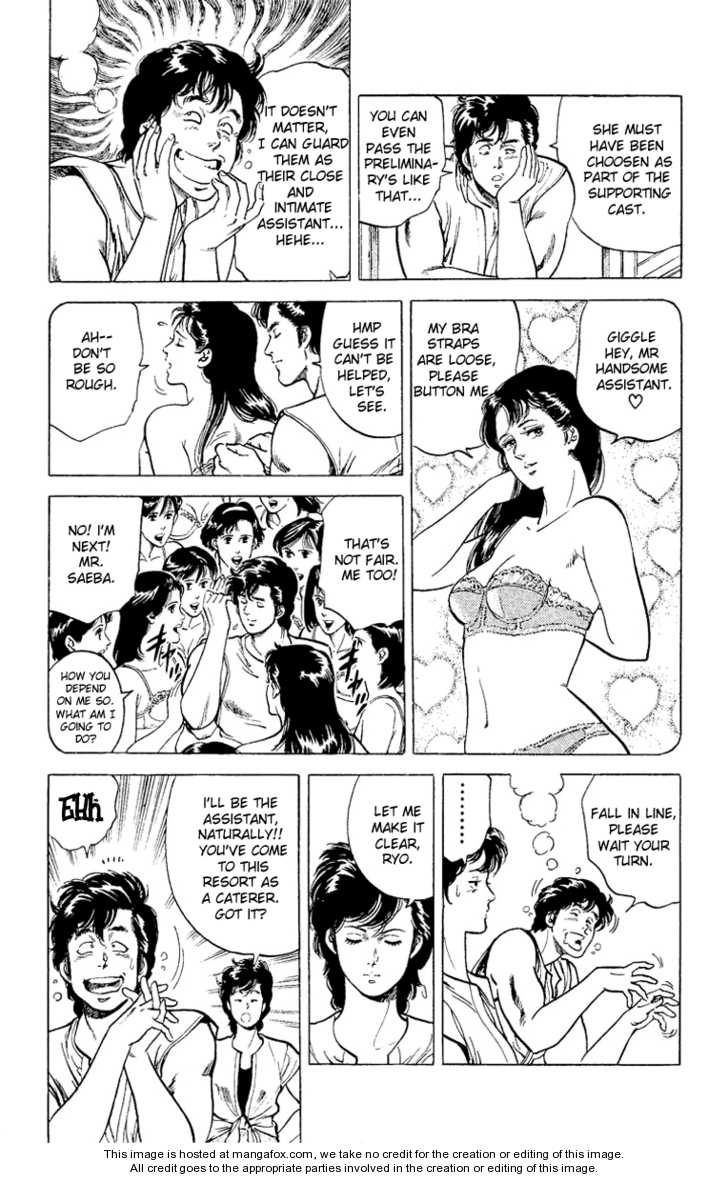 SHE MUST
HAVE BEEN
CHOOSEN AS
PART OF THE
SUPPORTING
CAST.
YOU CAN
EVEN
PASS THE
PRELIMINA-
RY'S LIKE
THAT...
IT DOESN'T
MATTER,
I CAN GUARD
THEM AS
THEIR CLOSE
AND
INTIMATE
ASSISTANT...
HEHE...
GIGGLE
HEY, MR
HANDSOME
ASSISTANT.
♡
MY BRA
STRAPS
ARE LOOSE,
PLEASE
BUTTON ME.
HMP
GUESS IT
CAN'T BE
HELPED,
LET'S
SEE.
AH--
DON'T
BE SO
ROUGH.
THAT'S
NOT FAIR.
ME TOO!
NO! I'M
NEXT!
MR.
SAEBA.
HOW YOU
DEPEND
ON ME SO.
WHAT AM I
GOING TO
DO?
FALL IN LINE,
PLEASE
WAIT YOUR
TURN.
........
LET ME
MAKE IT
CLEAR,
RYO.
I'LL BE THE
ASSISTANT,
NATURALLY!!
YOU'VE COME
TO THIS
RESORT AS
A CATERER.
GOT IT?
EHH
This image is hosted at mangafox.com, we take no credit for the creation or editing of this image.
All credit goes to the appropriate parties involved in the creation or editing of this image.